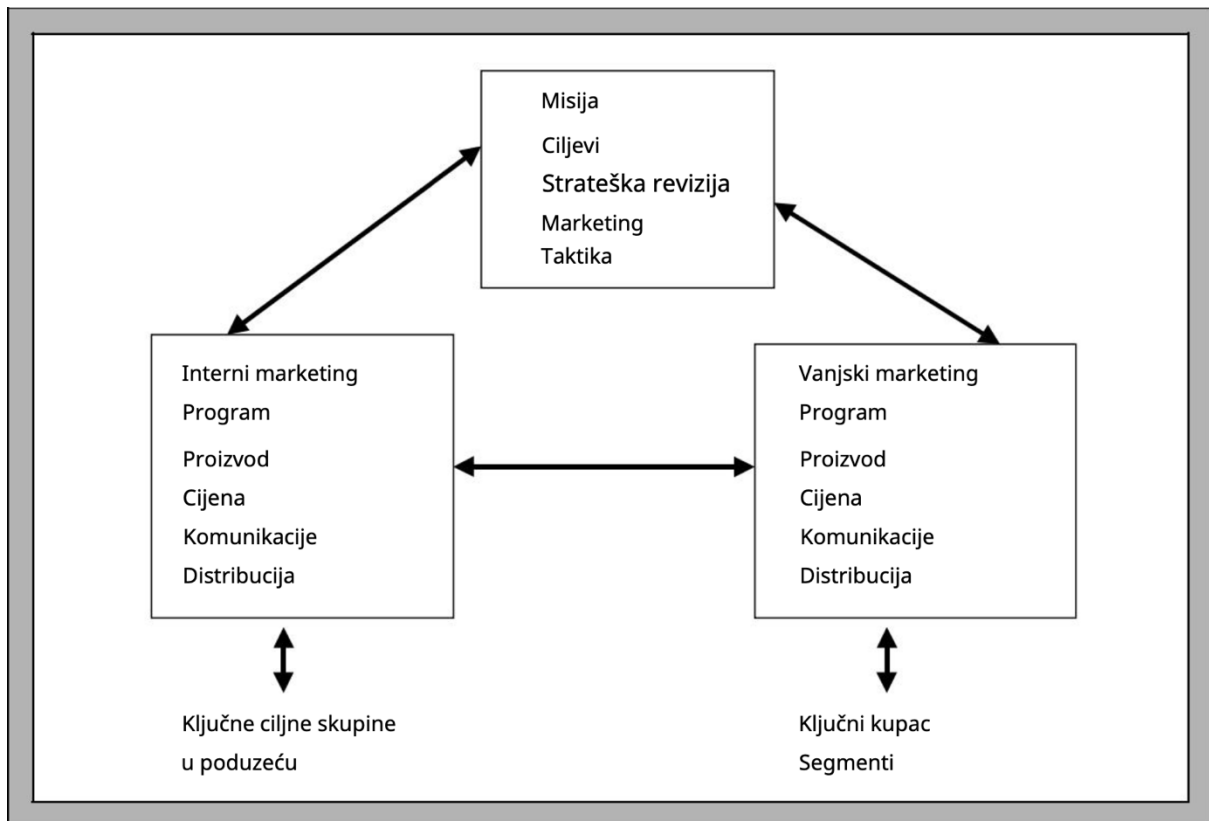 Misija
Ciljevi
Strateška revizija
Marketing
Taktika
Interni marketing
Program
Proizvod
Cijena
Komunikacije
Distribucija
Vanjski marketing
Program
Proizvod
Cijena
Komunikacije
Distribucija
Ključne ciljne skupine
u poduzeću
Ključni kupac
Segmenti